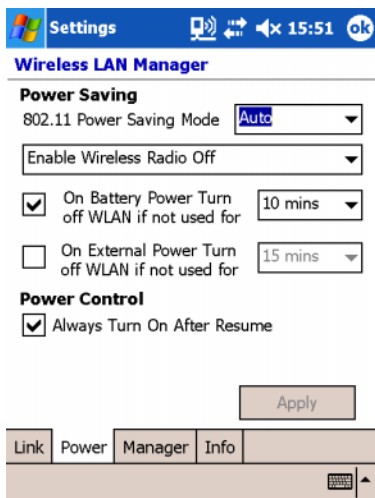 Settings 15:51 ok
Wireless LAN Manager
Power Saving
802.11 Power Saving Mode Auto
Enable Wireless Radio Off
On Battery Power Turn
off WLAN if not used for 10 mins
On External Power Turn
off WLAN if not used for 15 mins
Power Control
Always Turn On After Resume
Apply
Link Power Manager Info